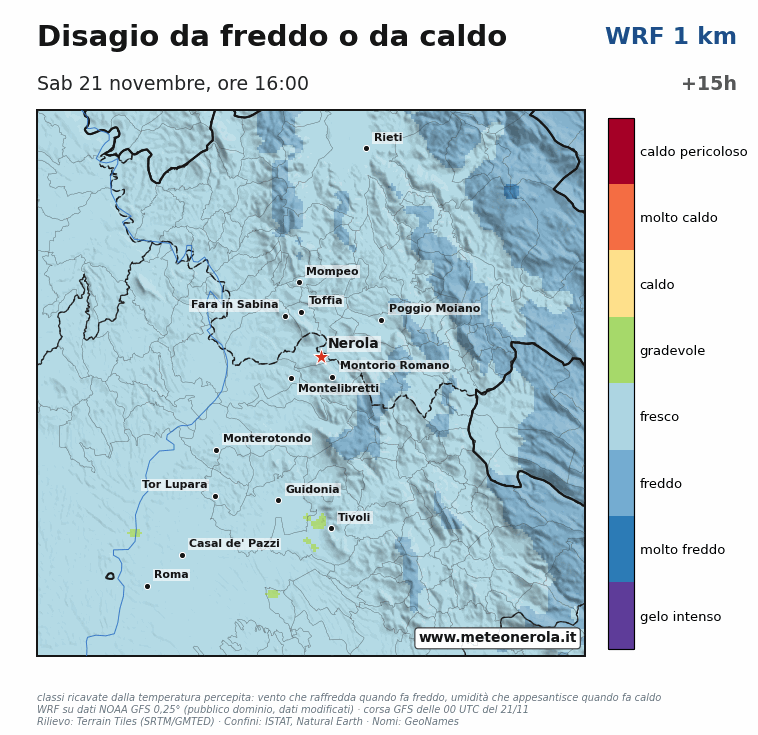 Disagio da freddo o da caldo
WRF 1 km
Sab 21 novembre, ore 16:00
+15h
Rieti
Mompeo
Toffia
Fara in Sabina
Poggio Moiano
Nerola
Montorio Romano
Montelibretti
Monterotondo
Tor Lupara
Guidonia
Tivoli
Casal de' Pazzi
Roma
www.meteonerola.it
caldo pericoloso
molto caldo
caldo
gradevole
fresco
freddo
molto freddo
gelo intenso
classi ricavate dalla temperatura percepita: vento che raffredda quando fa freddo, umidità che appesantisce quando fa caldo
WRF su dati NOAA GFS 0,25° (pubblico dominio, dati modificati) · corsa GFS delle 00 UTC del 21/11
Rilievo: Terrain Tiles (SRTM/GMTED) · Confini: ISTAT, Natural Earth · Nomi: GeoNames